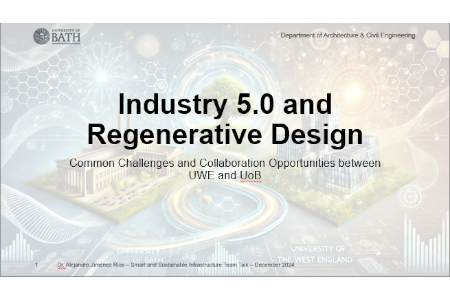 UNIVERSITY OF
BATH
Department of Architecture & Civil Engineering
Industry 5.0 and
Regenerative Design
Common Challenges and Collaboration Opportunities between
UWE and UoB
UNIVERSITY
OF BATH
UNIVERSITY OF
THE WEST ENGLAND
1
Dr. Alejandro Jiménez Rios – Smart and Sustainable Infrastructure Team Talk – December 2024